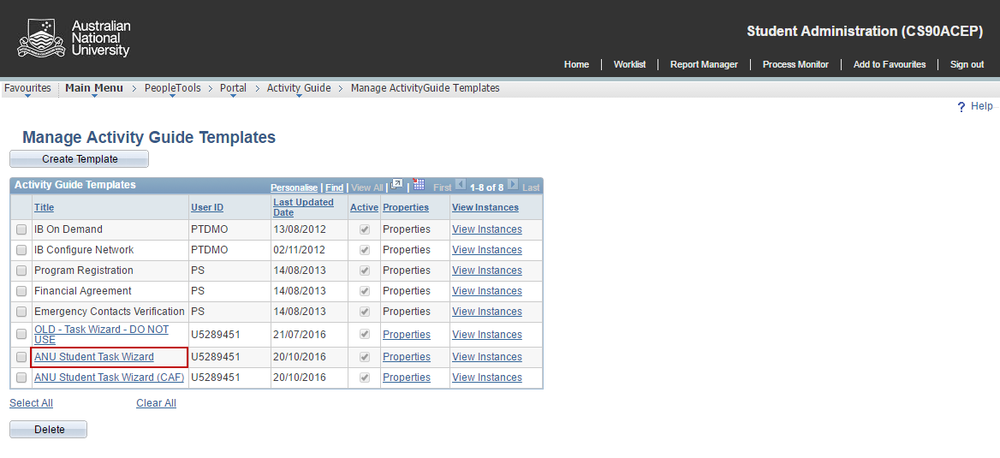 Australian
National
University
Student Administration (CS90ACEP)
Home | Worklist | Report Manager | Process Monitor | Add to Favourites | Sign out
Favourites Main Menu > PeopleTools > Portal > Activity Guide > Manage ActivityGuide Templates
? Help
Manage Activity Guide Templates
Create Template
Activity Guide Templates Personalise | Find | View All | | First 1-8 of 8 Last
Title User ID Last Updated Date Active Properties View Instances
IB On Demand PTDMO 13/08/2012 Properties View Instances
IB Configure Network PTDMO 02/11/2012 Properties View Instances
Program Registration PS 14/08/2013 Properties View Instances
Financial Agreement PS 14/08/2013 Properties View Instances
Emergency Contacts Verification PS 14/08/2013 Properties View Instances
OLD - Task Wizard - DO NOT USE U5289451 21/07/2016 Properties View Instances
ANU Student Task Wizard U5289451 20/10/2016 Properties View Instances
ANU Student Task Wizard (CAF) U5289451 20/10/2016 Properties View Instances
Select All Clear All
Delete